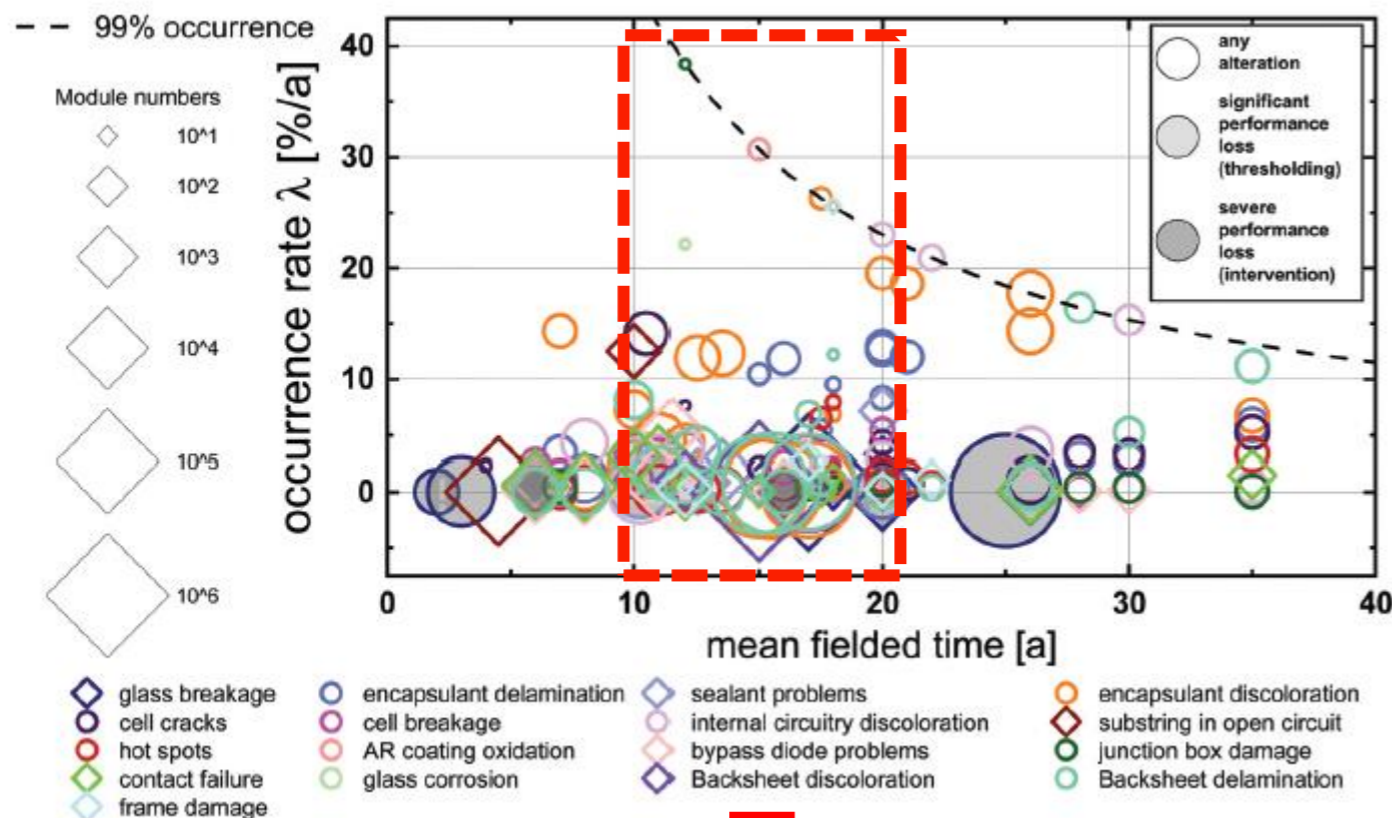 99% occurrence
Module numbers
10^1
10^2
10^3
10^4
10^5
10^6
occurrence rate λ [%/a]
40
30
20
10
0
0
10
20
30
40
mean fielded time [a]
any
alteration
significant
performance
loss
(thresholding)
severe
performance
loss
(intervention)
glass breakage
encapsulant delamination
sealant problems
encapsulant discoloration
cell cracks
cell breakage
internal circuitry discoloration
substring in open circuit
hot spots
AR coating oxidation
bypass diode problems
junction box damage
contact failure
glass corrosion
Backsheet discoloration
Backsheet delamination
frame damage